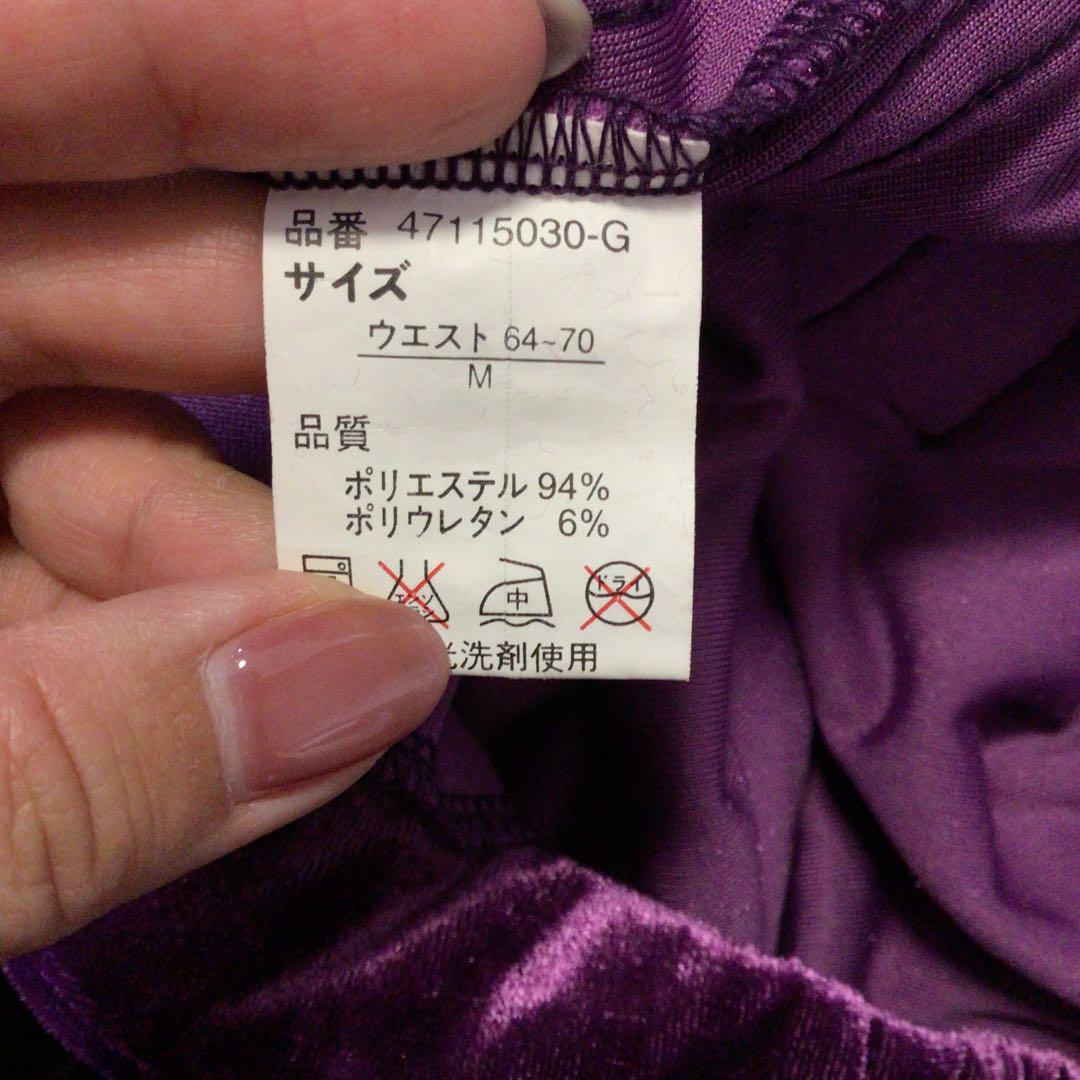 品番 47115030-G
サイズ
ウエスト 64~70
M
品質
ポリエステル 94%
ポリウレタン 6%
中 ドライ
洗剤使用